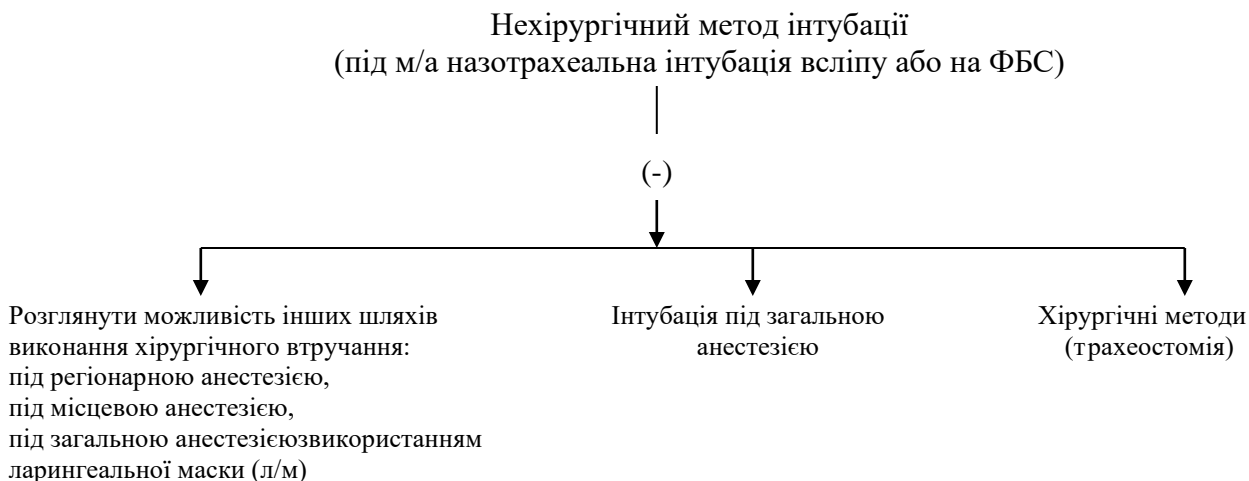 Нехірургічний метод інтубації
(під м/а назотрахеальна інтубація всліпу або на ФБС)
(-)
Розглянути можливість інших шляхів
виконання хірургічного втручання:
під регіонарною анестезією,
під місцевою анестезією,
під загальною анестезієюзвикористанням
ларингеальної маски (л/м)
Інтубація під загальною
анестезією
Хірургічні методи
(трахеостомія)